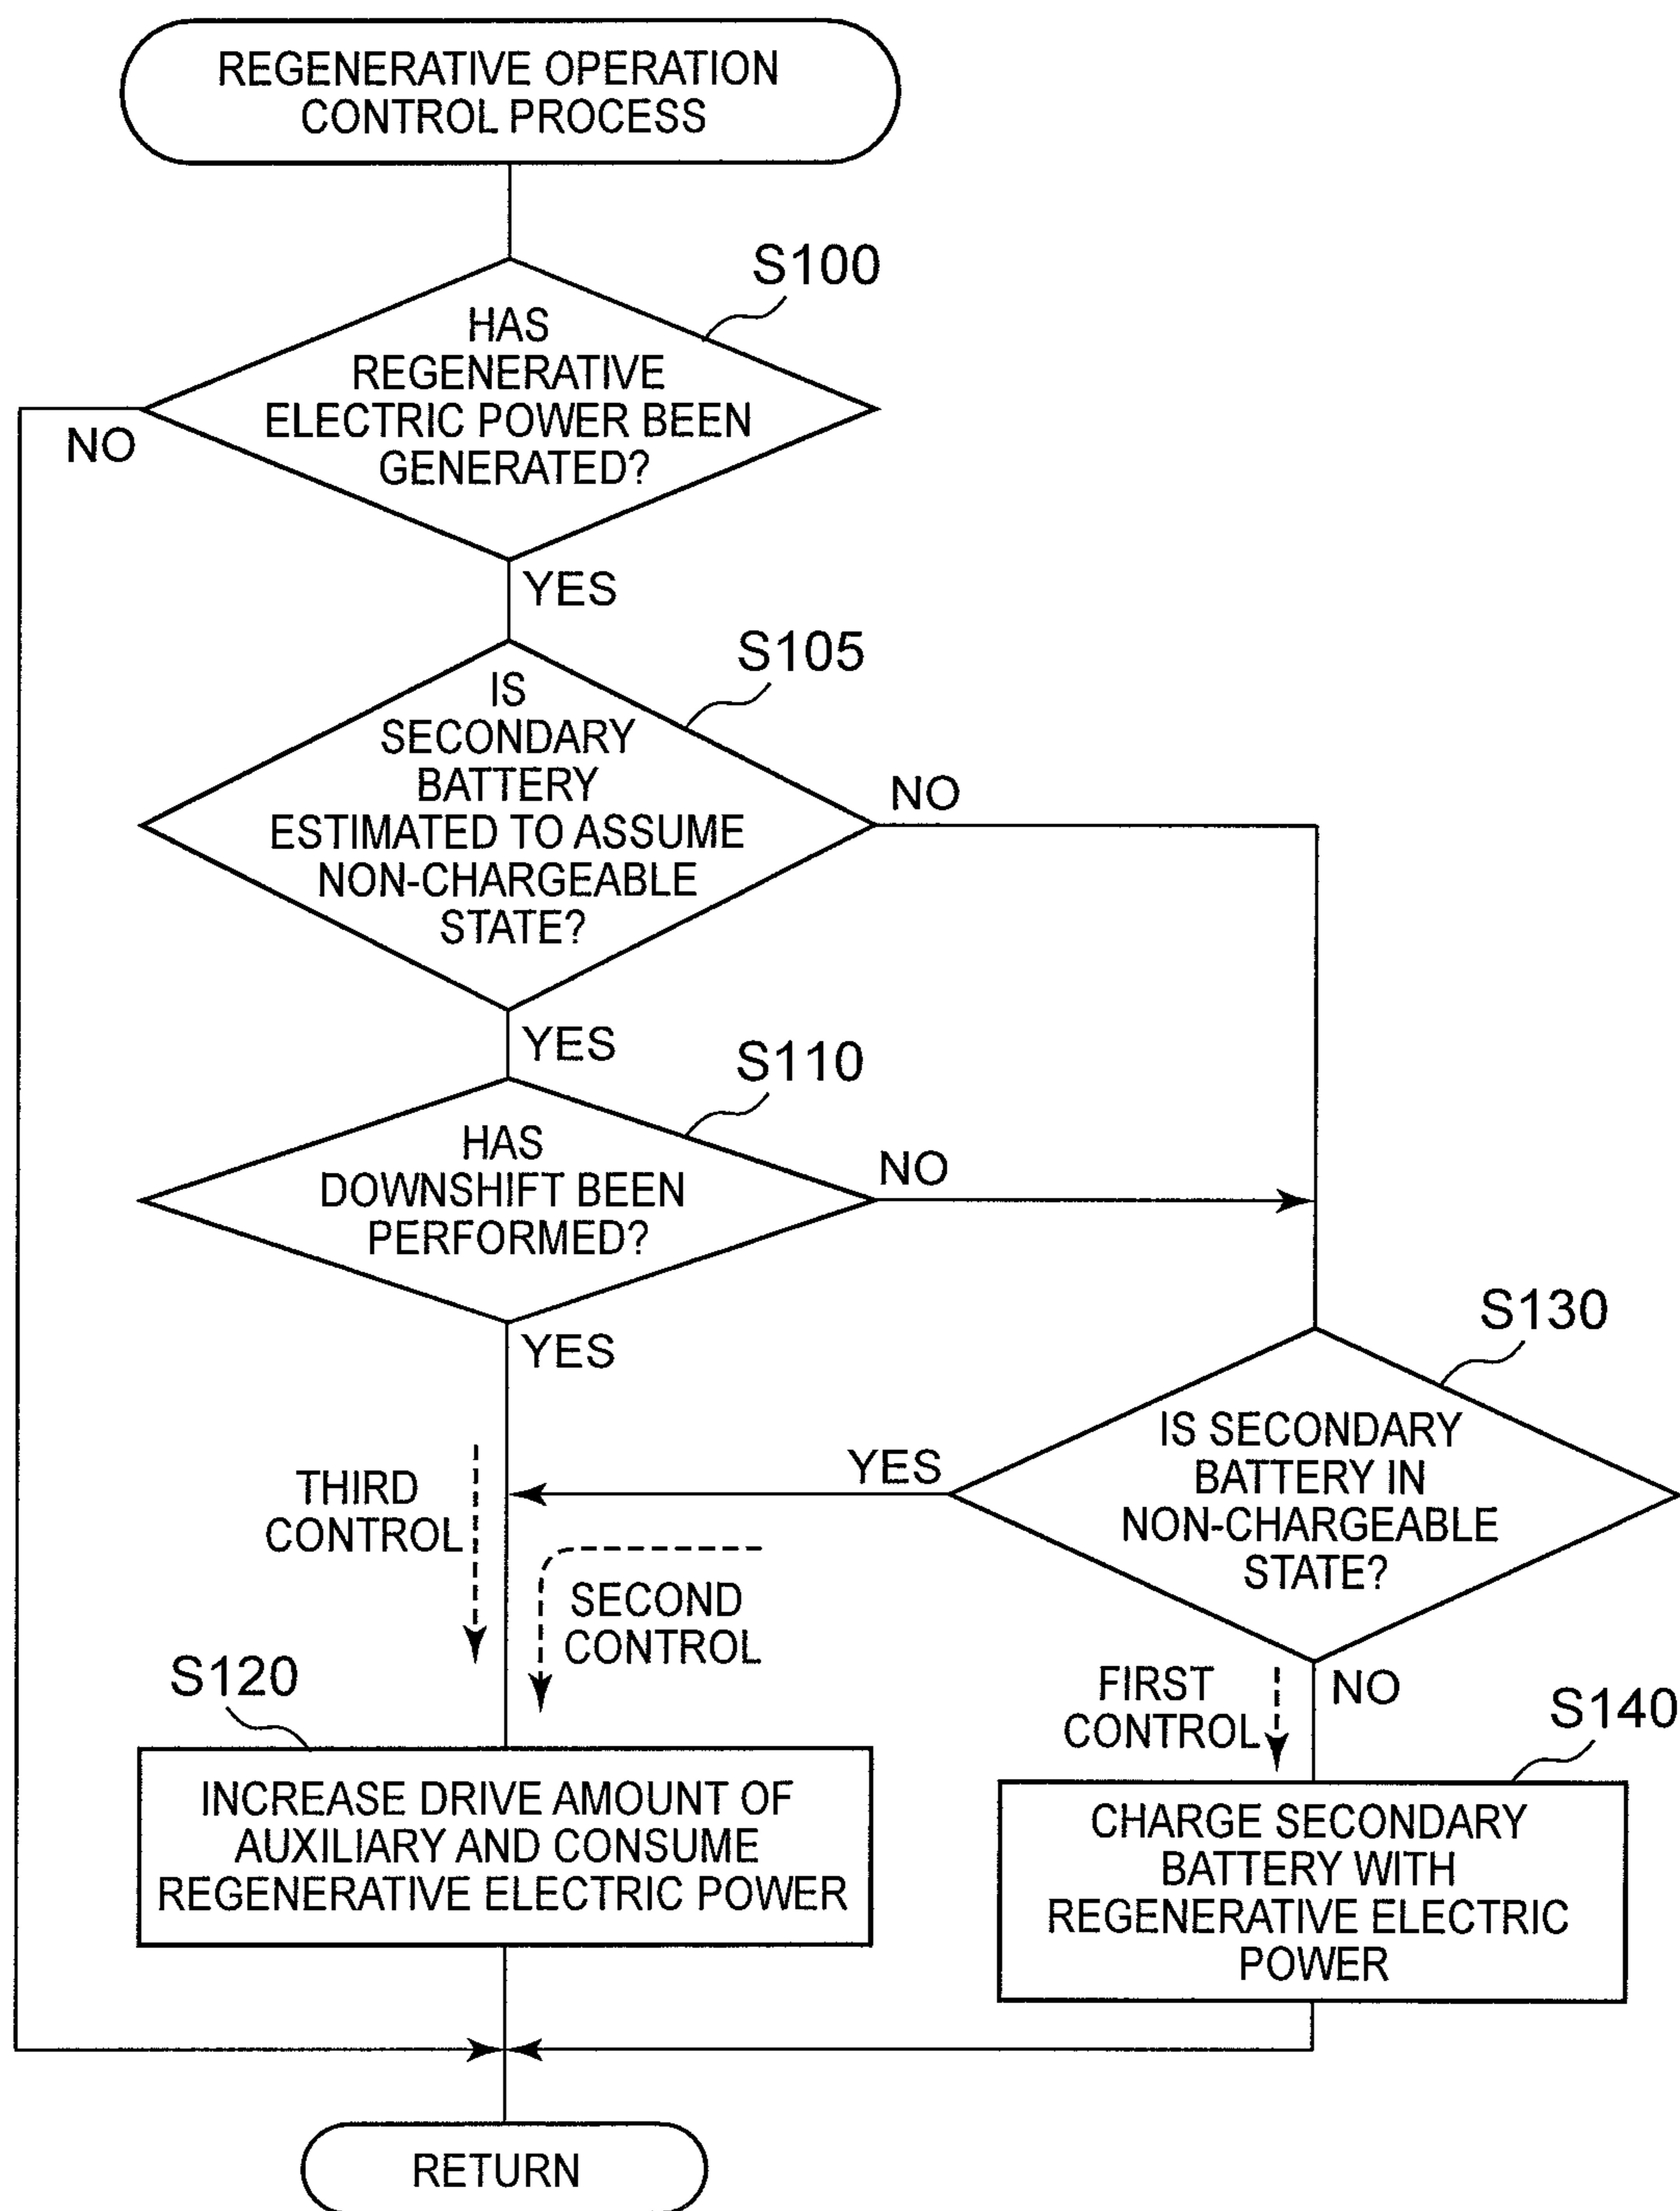 REGENERATIVE OPERATION
CONTROL PROCESS
S100
HAS
REGENERATIVE
ELECTRIC POWER BEEN
GENERATED?
NO
YES
S105
IS
SECONDARY
BATTERY
ESTIMATED TO ASSUME
NON-CHARGEABLE
STATE?
NO
YES
S110
HAS
DOWNSHIFT BEEN
PERFORMED?
NO
YES
S130
IS SECONDARY
BATTERY IN
NON-CHARGEABLE
STATE?
YES
NO
THIRD
CONTROL
SECOND
CONTROL
FIRST
CONTROL
S120
INCREASE DRIVE AMOUNT OF
AUXILIARY AND CONSUME
REGENERATIVE ELECTRIC POWER
S140
CHARGE SECONDARY
BATTERY WITH
REGENERATIVE ELECTRIC
POWER
RETURN